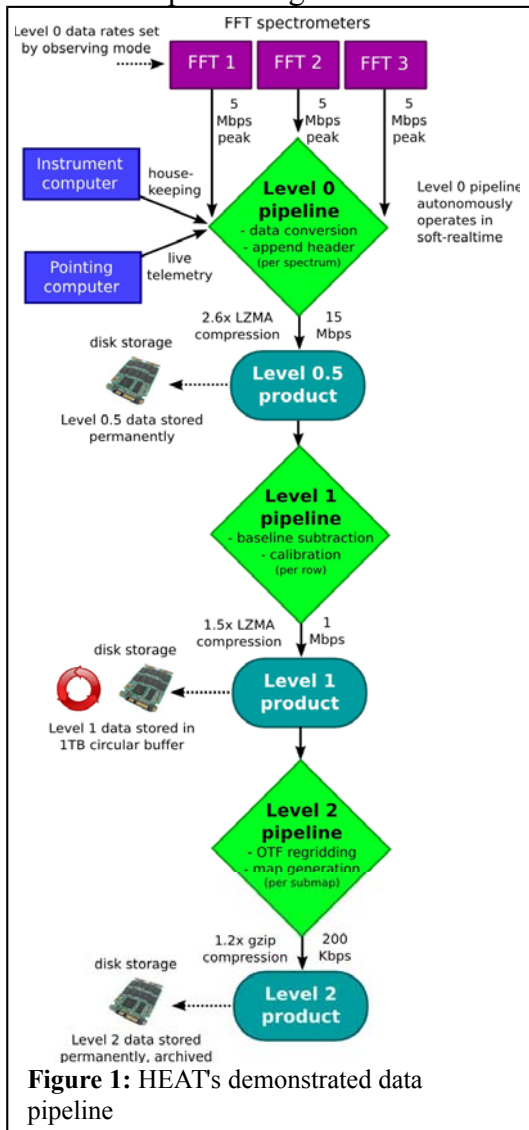 FFT spectrometers
Level 0 data rates set
by observing mode
FFT 1
FFT 2
FFT 3
5
Mbps
peak
5
Mbps
peak
5
Mbps
peak
Instrument
computer
house-
keeping
Pointing
computer
live
telemetry
Level 0
pipeline
- data conversion
- append header
(per spectrum)
Level 0 pipeline
autonomously
operates in
soft-realtime
2.6x LZMA
compression
15
Mbps
disk storage
Level 0.5
product
Level 0.5 data stored
permanently
Level 1
pipeline
- baseline subtraction
- calibration
(per row)
1.5x LZMA
compression
1
Mbps
disk storage
Level 1
product
Level 1 data stored in
1TB circular buffer
Level 2
pipeline
- OTF regridding
- map generation
(per submap)
1.2x gzip
compression
200
Kbps
disk storage
Level 2
product
Level 2 data stored
permanently, archived
Figure 1: HEAT's demonstrated data
pipeline